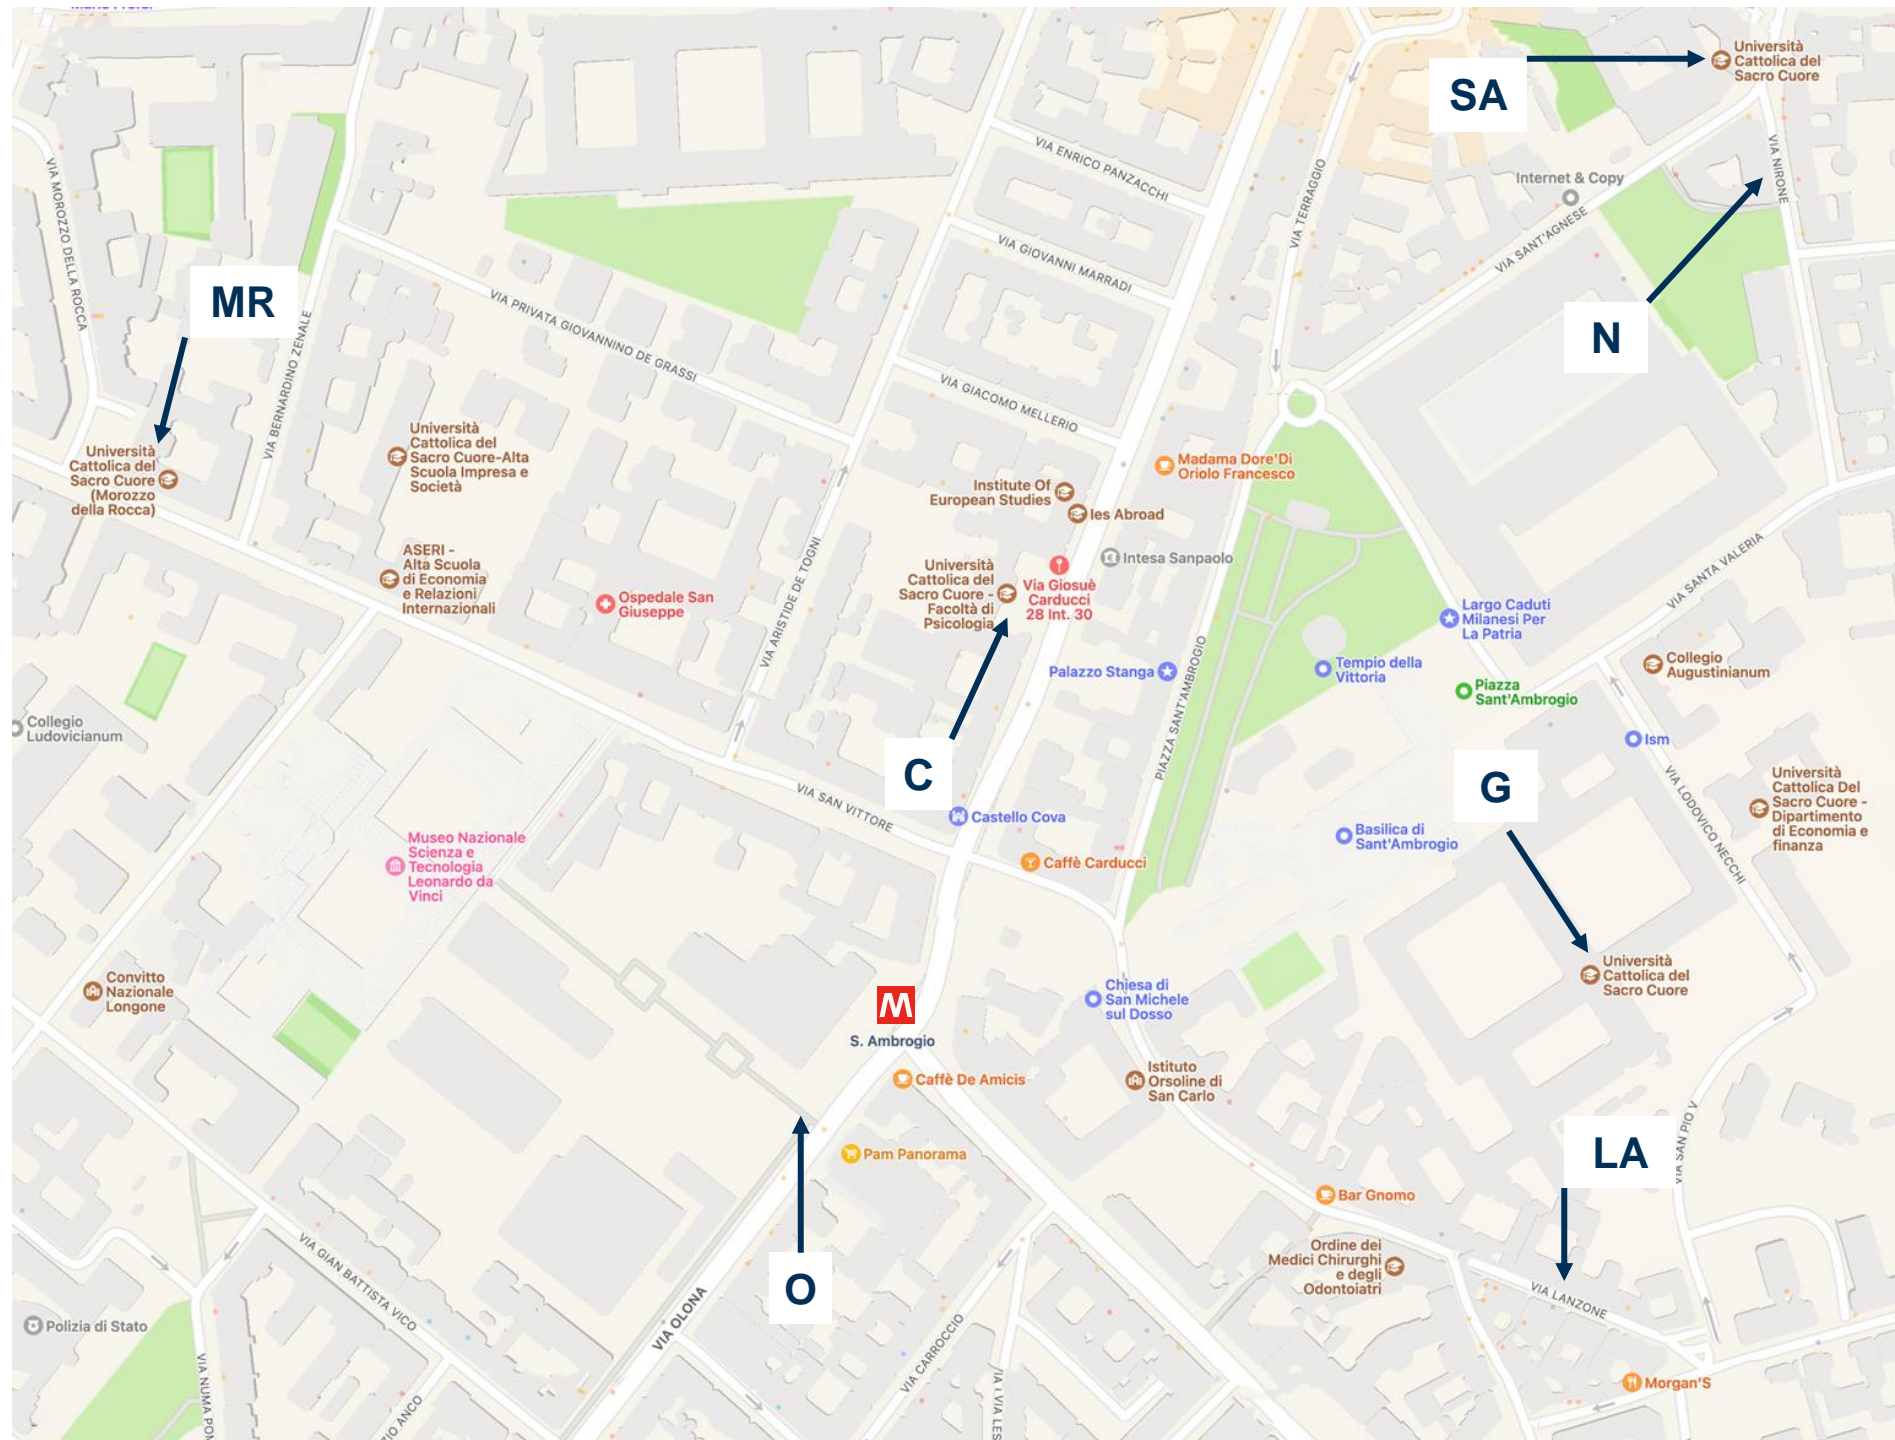 Università
Cattolica del
Sacro Cuore
SA
VIA ENRICO PANZACCHI
VIA NIRONE
VIA MOROZZO DELLA ROCCA
VIA TERRAGGIO
Internet & Copy
VIA SANT'AGNESE
VIA GIOVANNI MARRADI
MR
VIA PRIVATA GIOVANNINO DE GRASSI
N
VIA BERNARDINO ZENALE
VIA GIACOMO MELLERIO
Università
Cattolica del
Sacro Cuore
(Morozzo
della Rocca)
Università
Cattolica del
Sacro Cuore-Alta
Scuola Impresa e
Società
Madama Dore'Di
Oriolo Francesco
Institute Of
European Studies
Ies Abroad
ASERI -
Alta Scuola
di Economia
e Relazioni
Internazionali
Ospedale San
Giuseppe
VIA ARISTIDE DE TOGNI
Università
Cattolica del
Sacro Cuore -
Facoltà di
Psicologia
Intesa Sanpaolo
Via Giosuè
Carducci
28 Int. 30
VIA SANTA VALERIA
Largo Caduti
Milanesi Per
La Patria
Palazzo Stanga
PIAZZA SANT'AMBROGIO
Tempio della
Vittoria
Collegio
Augustinianum
Piazza
Sant'Ambrogio
Collegio
Ludovicianum
Ism
C
G
VIA SAN VITTORE
Castello Cova
VIA LODOVICO NECCHI
Università
Cattolica Del
Sacro Cuore -
Dipartimento
di Economia e
finanza
Museo Nazionale
Scienza e
Tecnologia
Leonardo da
Vinci
Caffè Carducci
Basilica di
Sant'Ambrogio
Convitto
Nazionale
Longone
Chiesa di
San Michele
sul Dosso
Università
Cattolica del
Sacro Cuore
M
S. Ambrogio
Caffè De Amicis
Istituto
Orsoline di
San Carlo
Pam Panorama
LA
VIA SAN PIO V
Bar Gnomo
VIA GIAN BATTISTA VICO
O
Ordine dei
Medici Chirurghi
e degli
Odontoiatri
VIA LANZONE
Polizia di Stato
VIA OLONA
VIA CARROCCIO
VIA NUMA POM
Morgan'S